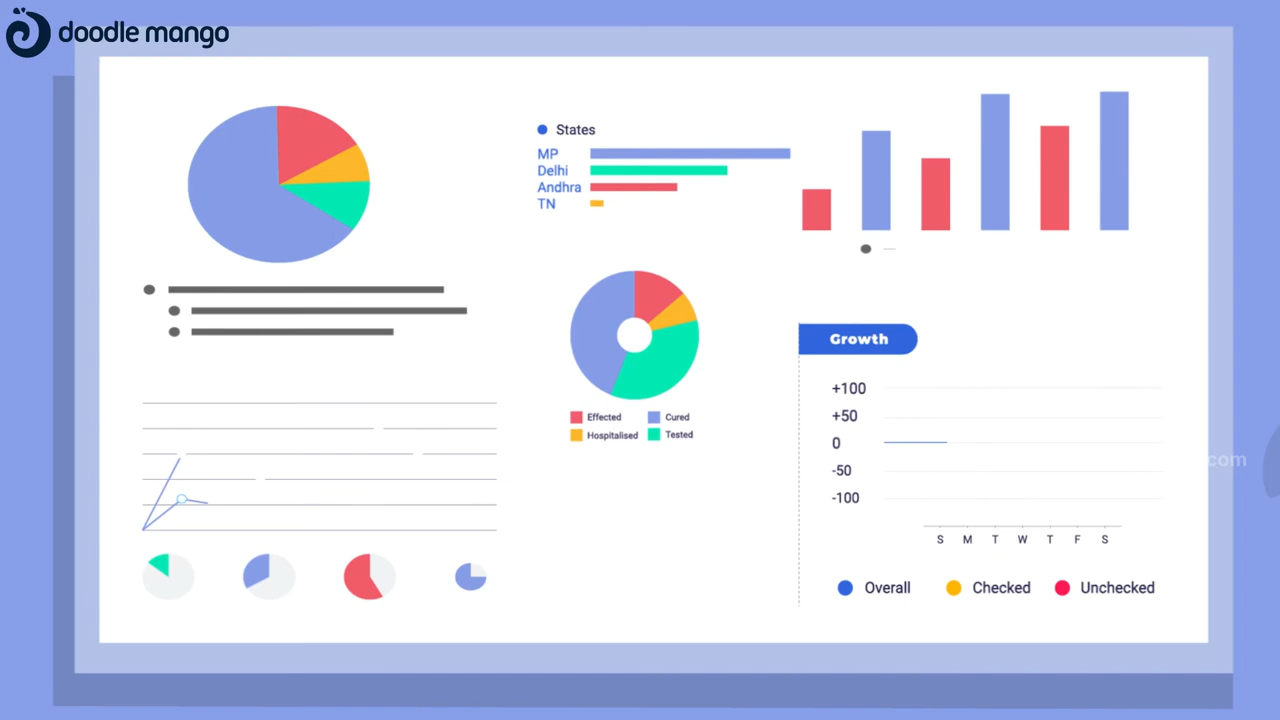 doodle mango
States
MP
Delhi
Andhra
TN
Effected
Cured
Hospitalised
Tested
Growth
+100
+50
0
-50
-100
S M T W T F S
Overall
Checked
Unchecked
com